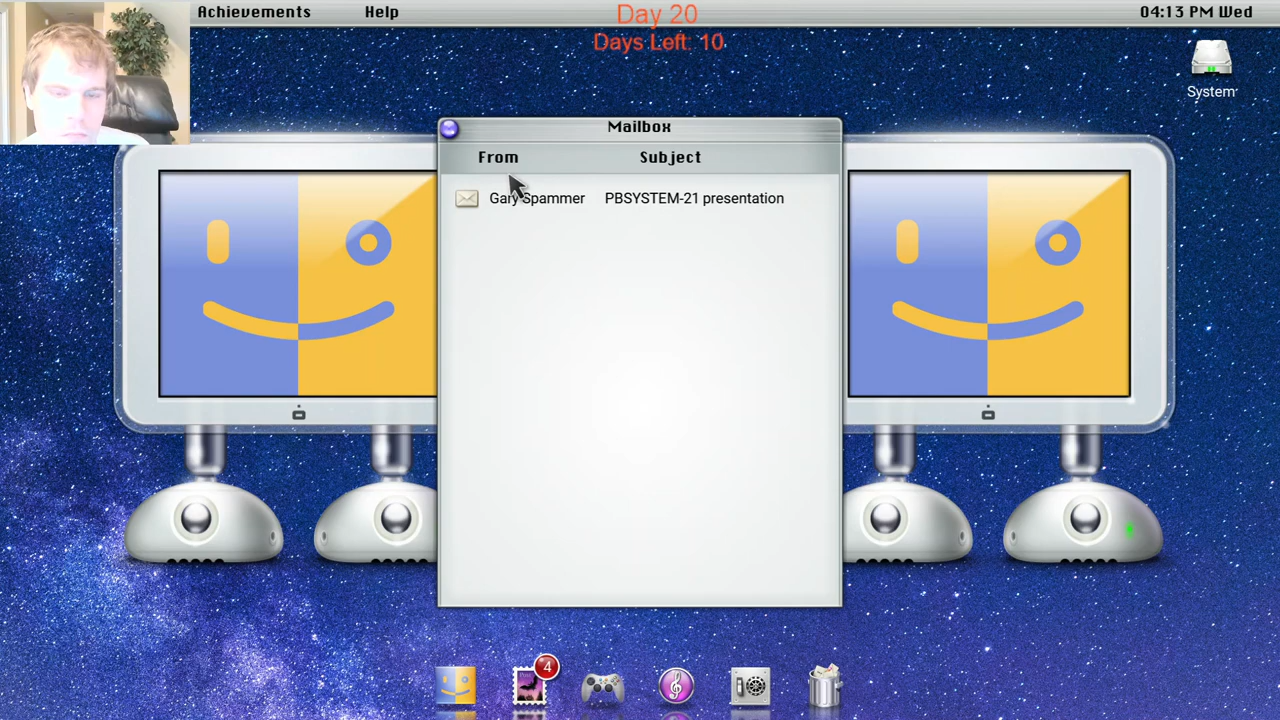 Achievements Help Day 20 04:13 PM Wed
Days Left: 10
System
Mailbox
From Subject
Gary Spammer PBSYSTEM-21 presentation
4